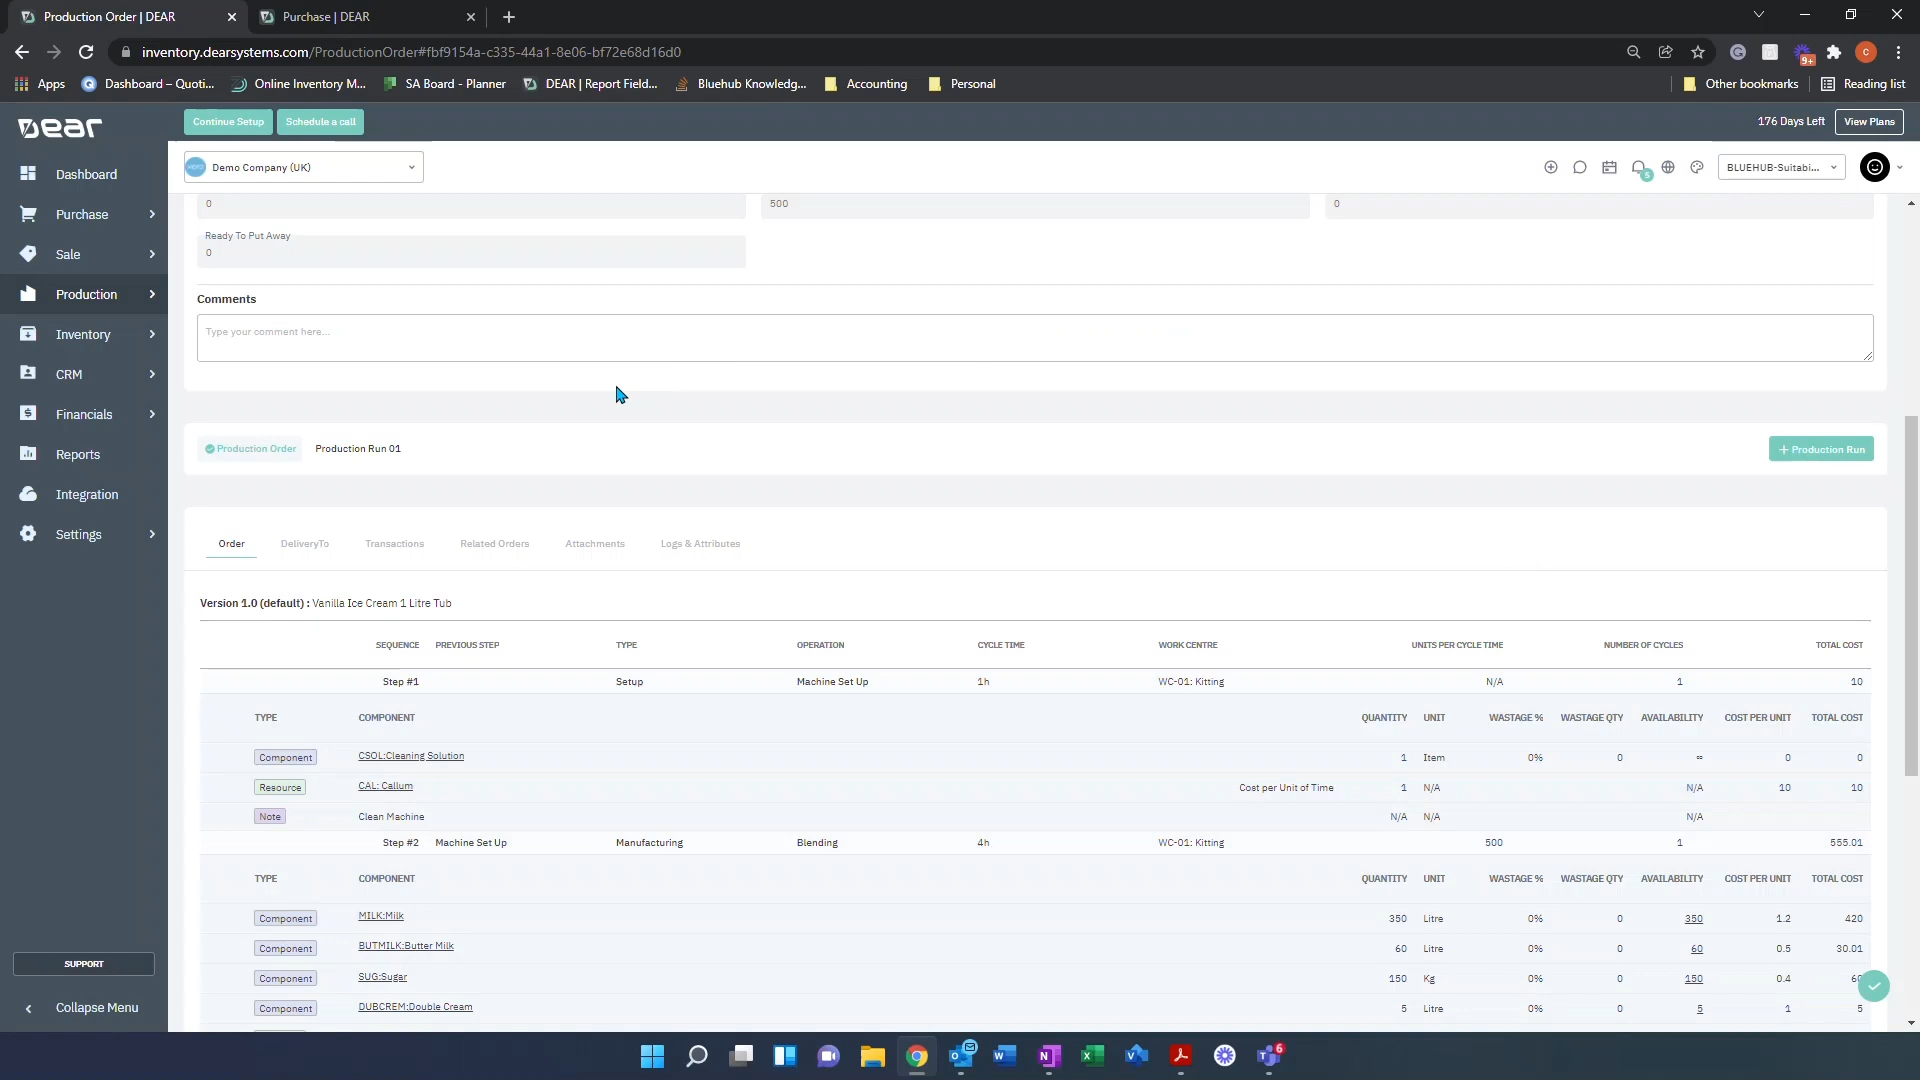 Production Order | DEAR
Purchase | DEAR
inventory.dearsystems.com/ProductionOrder#fbf9154a-c335-44a1-8e06-bf72e68d16d0
9+
C
Apps
Dashboard – Quoti...
Online Inventory M...
SA Board - Planner
DEAR | Report Field...
Bluehub Knowledg...
Accounting
Personal
Other bookmarks
Reading list
Dear
Continue Setup
Schedule a call
176 Days Left
View Plans
Demo Company (UK)
5
BLUEHUB-Suitabi...
Dashboard
Purchase
Sale
Production
Inventory
CRM
Financials
Reports
Integration
Settings
SUPPORT
Collapse Menu
0 500 0
Ready To Put Away
0
Comments
Type your comment here...
Production Order Production Run 01
+ Production Run
Order DeliveryTo Transactions Related Orders Attachments Logs & Attributes
Version 1.0 (default) : Vanilla Ice Cream 1 Litre Tub
SEQUENCE PREVIOUS STEP TYPE OPERATION CYCLE TIME WORK CENTRE UNITS PER CYCLE TIME NUMBER OF CYCLES TOTAL COST
Step #1 Setup Machine Set Up 1h WC-01: Kitting N/A 1 10
TYPE COMPONENT QUANTITY UNIT WASTAGE % WASTAGE QTY AVAILABILITY COST PER UNIT TOTAL COST
Component CSOL:Cleaning Solution 1 Item 0% 0 ∞ 0 0
Resource CAL: Callum Cost per Unit of Time 1 N/A N/A 10 10
Note Clean Machine N/A N/A N/A
Step #2 Machine Set Up Manufacturing Blending 4h WC-01: Kitting 500 1 555.01
TYPE COMPONENT QUANTITY UNIT WASTAGE % WASTAGE QTY AVAILABILITY COST PER UNIT TOTAL COST
Component MILK:Milk 350 Litre 0% 0 350 1.2 420
Component BUTMILK:Butter Milk 60 Litre 0% 0 60 0.5 30.01
Component SUG:Sugar 150 Kg 0% 0 150 0.4
Component DUBCREM:Double Cream 5 Litre 0% 0 5 1 5
6